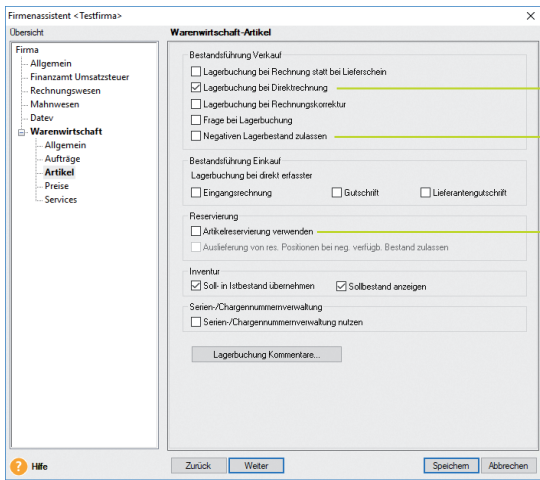 Firmenassistent <Testfirma>
Übersicht
Firma
Allgemein
Finanzamt Umsatzsteuer
Rechnungswesen
Mahnwesen
Datev
Warenwirtschaft
Allgemein
Aufträge
Artikel
Preise
Services
Warenwirtschaft-Artikel
Bestandsführung Verkauf
Lagerbuchung bei Rechnung statt bei Lieferschein
Lagerbuchung bei Direktrechnung
Lagerbuchung bei Rechnungskorrektur
Frage bei Lagerbuchung
Negativen Lagerbestand zulassen
Bestandsführung Einkauf
Lagerbuchung bei direkt erfasster
Eingangsrechnung Gutschrift Lieferantengutschrift
Reservierung
Artikelreservierung verwenden
Auslieferung von res. Positionen bei neg. verfügb. Bestand zulassen
Inventur
Soll- in Istbestand übernehmen Sollbestand anzeigen
Serien-/Chargennummernverwaltung
Serien-/Chargennummernverwaltung nutzen
Lagerbuchung Kommentare...
? Hilfe Zurück Weiter Speichern Abbrechen